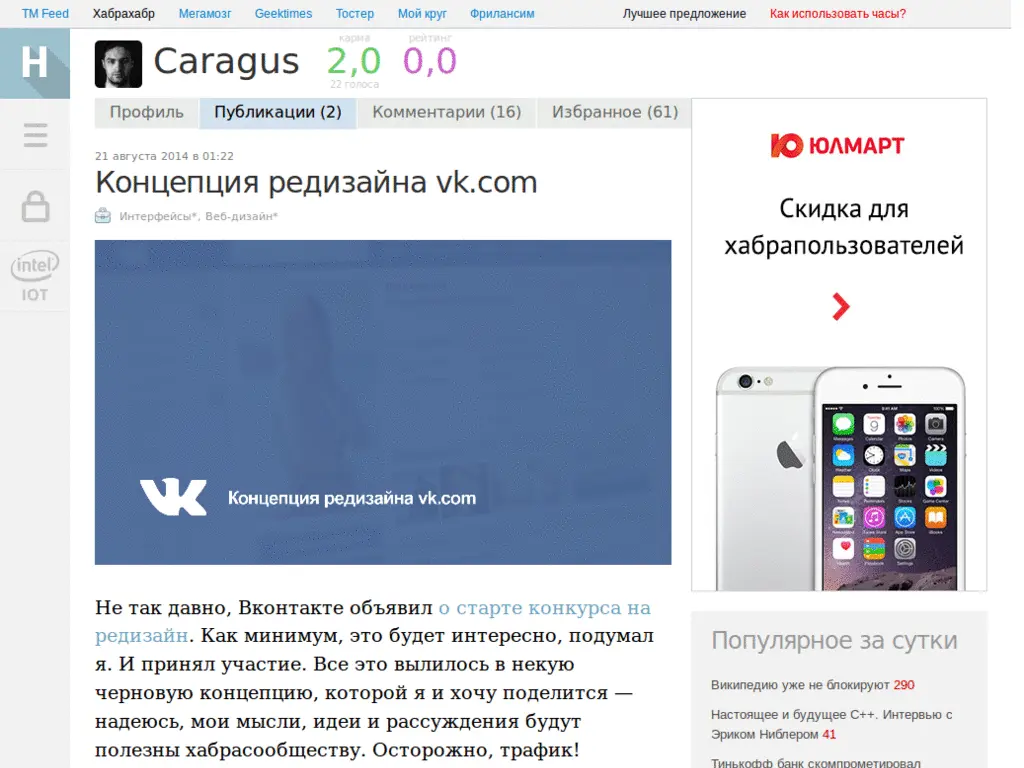 TM Feed Хабрахабр Мегамозг Geektimes Тостер Мой круг Фрилансим Лучшее предложение Как использовать часы?
H
Caragus
карма
2,0
22 голоса
рейтинг
0,0
Профиль Публикации (2) Комментарии (16) Избранное (61)
intel
IOT
21 августа 2014 в 01:22
Концепция редизайна vk.com
Интерфейсы*, Веб-дизайн*
Концепция редизайна vk.com
Не так давно, Вконтакте объявил о старте конкурса на
редизайн. Как минимум, это будет интересно, подумал
я. И принял участие. Все это вылилось в некую
черновую концепцию, которой я и хочу поделится —
надеюсь, мои мысли, идеи и рассуждения будут
полезны хабрасообществу. Осторожно, трафик!
ЮЛМАРТ
Скидка для
хабрапользователей
Популярное за сутки
Википедию уже не блокируют 290
Настоящее и будущее C++. Интервью с
Эриком Ниблером 41
Тинькофф банк скомпрометировал